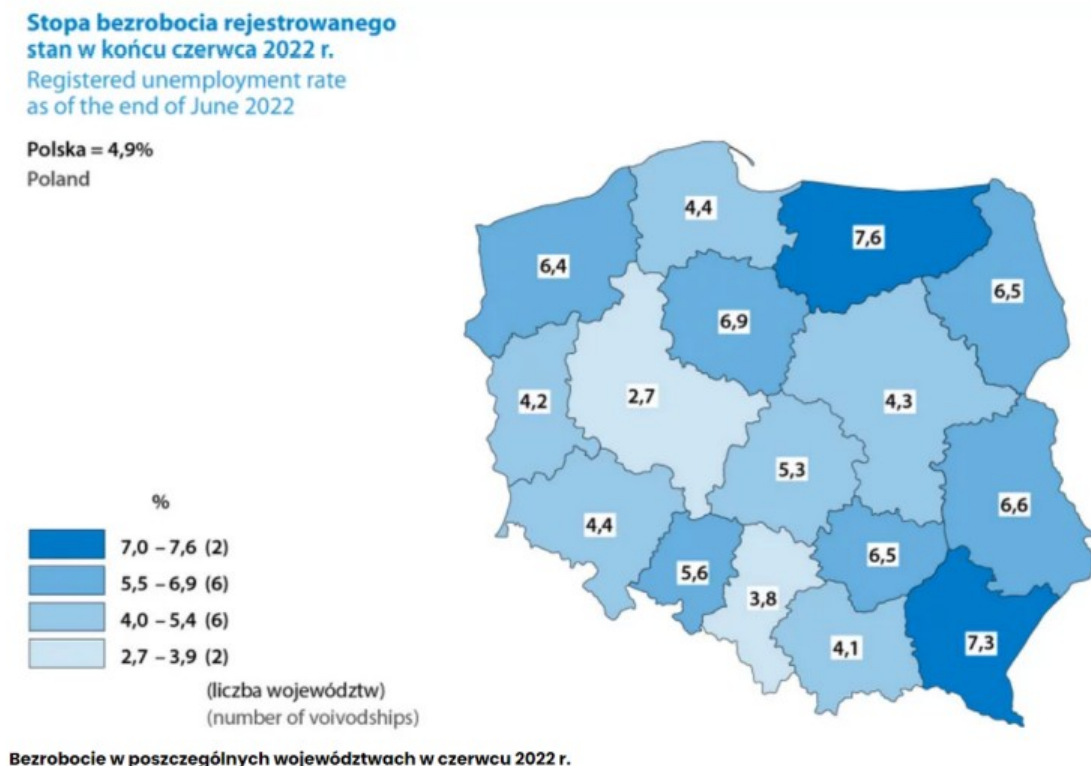 Stopa bezrobocia rejestrowanego
stan w końcu czerwca 2022 r.
Registered unemployment rate
as of the end of June 2022
Polska = 4,9%
Poland
4,4
7,6
6,4
6,5
6,9
4,2
2,7
4,3
5,3
6,6
4,4
6,5
5,6
3,8
4,1
7,3
%
7,0 – 7,6 (2)
5,5 – 6,9 (6)
4,0 – 5,4 (6)
2,7 – 3,9 (2)
(liczba województw)
(number of voivodships)
Bezrobocie w poszczególnych województwach w czerwcu 2022 r.